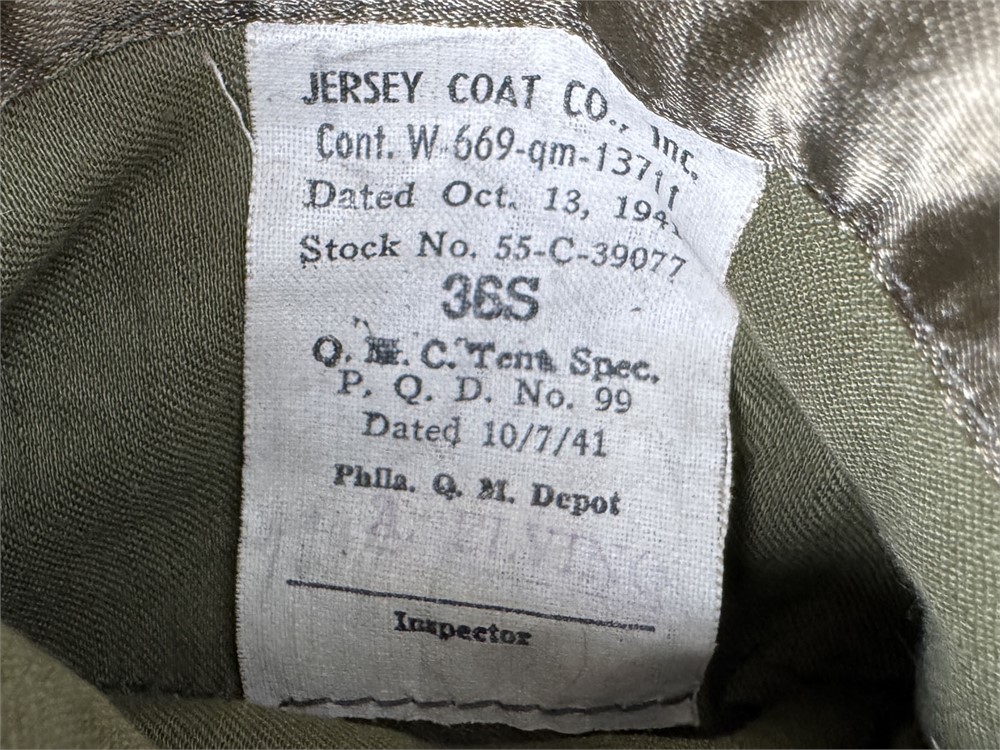 JERSEY COAT CO., Inc.
Cont. W-669-qm-13711
Dated Oct. 13, 194
Stock No. 55-C-39077
36S
Q. M. C. Tent. Spec.
P. Q. D. No. 99
Dated 10/7/41
Phila. Q. M. Depot
Inspector